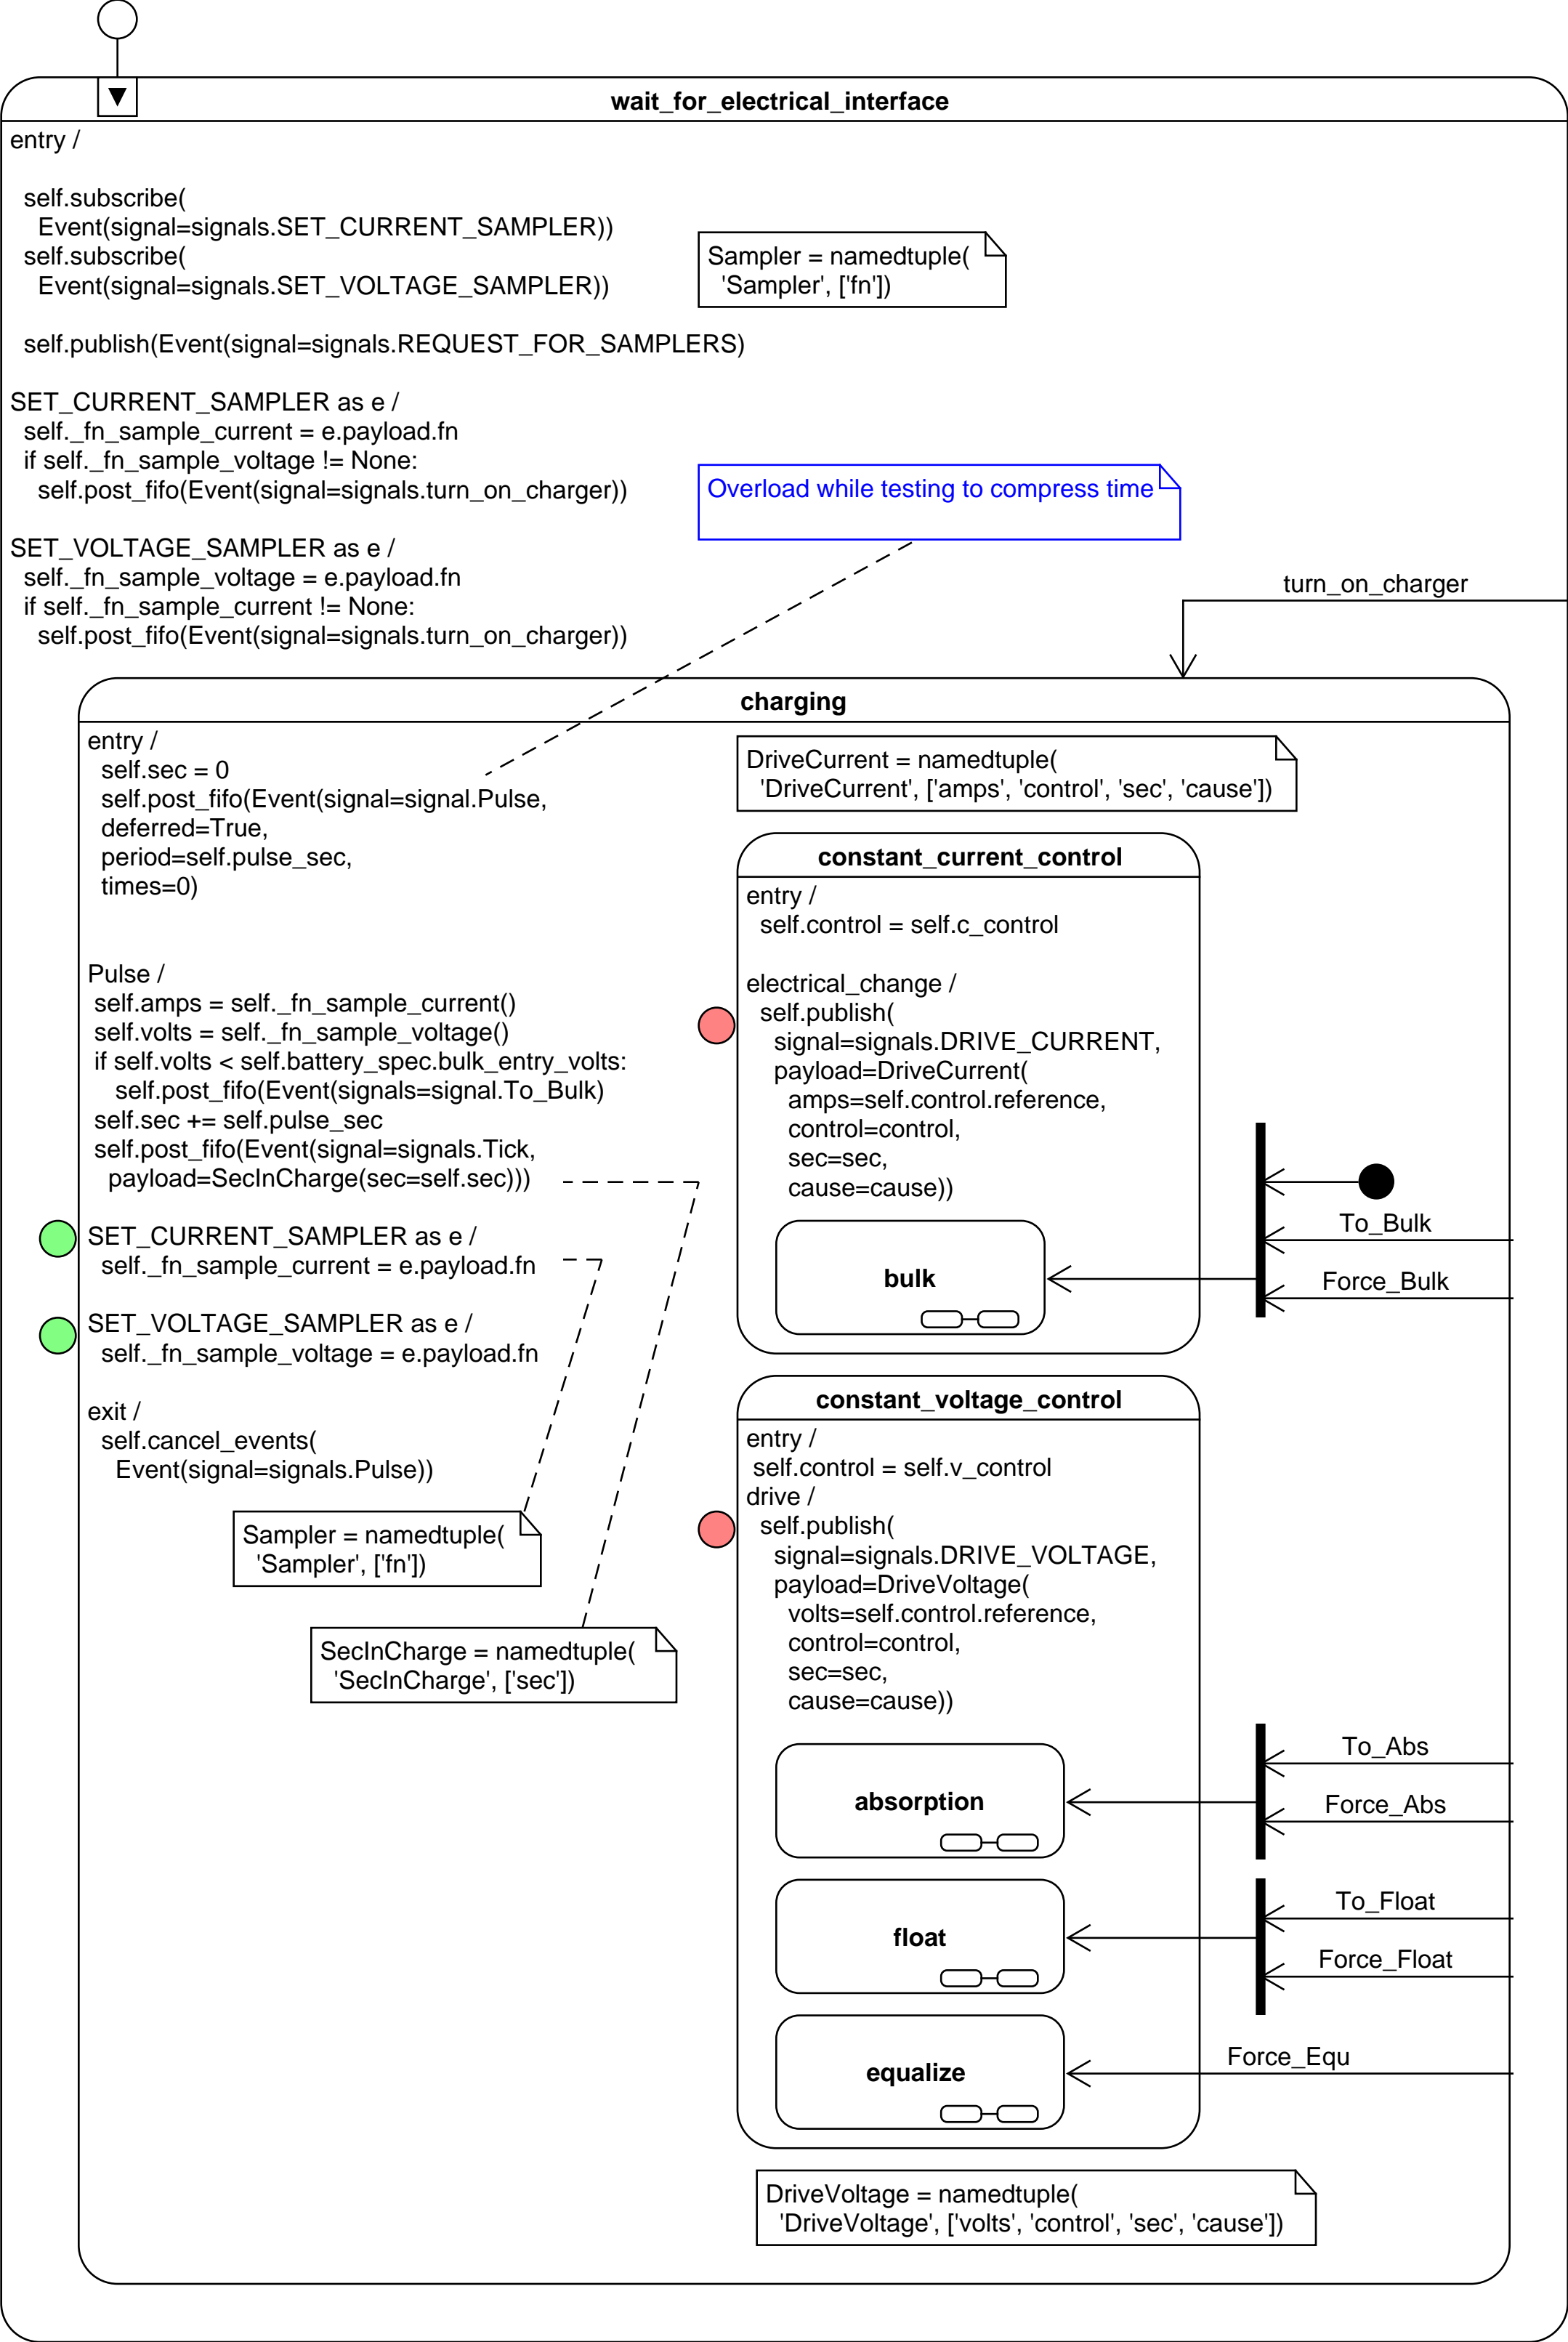 wait_for_electrical_interface
entry /
self.subscribe(
Event(signal=signals.SET_CURRENT_SAMPLER))
self.subscribe(
Event(signal=signals.SET_VOLTAGE_SAMPLER))
self.publish(Event(signal=signals.REQUEST_FOR_SAMPLERS)
Sampler = namedtuple(
'Sampler', ['fn'])
SET_CURRENT_SAMPLER as e /
self._fn_sample_current = e.payload.fn
if self._fn_sample_voltage != None:
self.post_fifo(Event(signal=signals.turn_on_charger))
Overload while testing to compress time
SET_VOLTAGE_SAMPLER as e /
self._fn_sample_voltage = e.payload.fn
if self._fn_sample_current != None:
self.post_fifo(Event(signal=signals.turn_on_charger))
turn_on_charger
charging
entry /
self.sec = 0
self.post_fifo(Event(signal=signal.Pulse,
deferred=True,
period=self.pulse_sec,
times=0)
Pulse /
self.amps = self._fn_sample_current()
self.volts = self._fn_sample_voltage()
if self.volts < self.battery_spec.bulk_entry_volts:
self.post_fifo(Event(signals=signal.To_Bulk)
self.sec += self.pulse_sec
self.post_fifo(Event(signal=signals.Tick,
payload=SecInCharge(sec=self.sec)))
SET_CURRENT_SAMPLER as e /
self._fn_sample_current = e.payload.fn
SET_VOLTAGE_SAMPLER as e /
self._fn_sample_voltage = e.payload.fn
exit /
self.cancel_events(
Event(signal=signals.Pulse))
Sampler = namedtuple(
'Sampler', ['fn'])
SecInCharge = namedtuple(
'SecInCharge', ['sec'])
DriveCurrent = namedtuple(
'DriveCurrent', ['amps', 'control', 'sec', 'cause'])
constant_current_control
entry /
self.control = self.c_control
electrical_change /
self.publish(
signal=signals.DRIVE_CURRENT,
payload=DriveCurrent(
amps=self.control.reference,
control=control,
sec=sec,
cause=cause))
bulk
To_Bulk
Force_Bulk
constant_voltage_control
entry /
self.control = self.v_control
drive /
self.publish(
signal=signals.DRIVE_VOLTAGE,
payload=DriveVoltage(
volts=self.control.reference,
control=control,
sec=sec,
cause=cause))
absorption
To_Abs
Force_Abs
float
To_Float
Force_Float
equalize
Force_Equ
DriveVoltage = namedtuple(
'DriveVoltage', ['volts', 'control', 'sec', 'cause'])